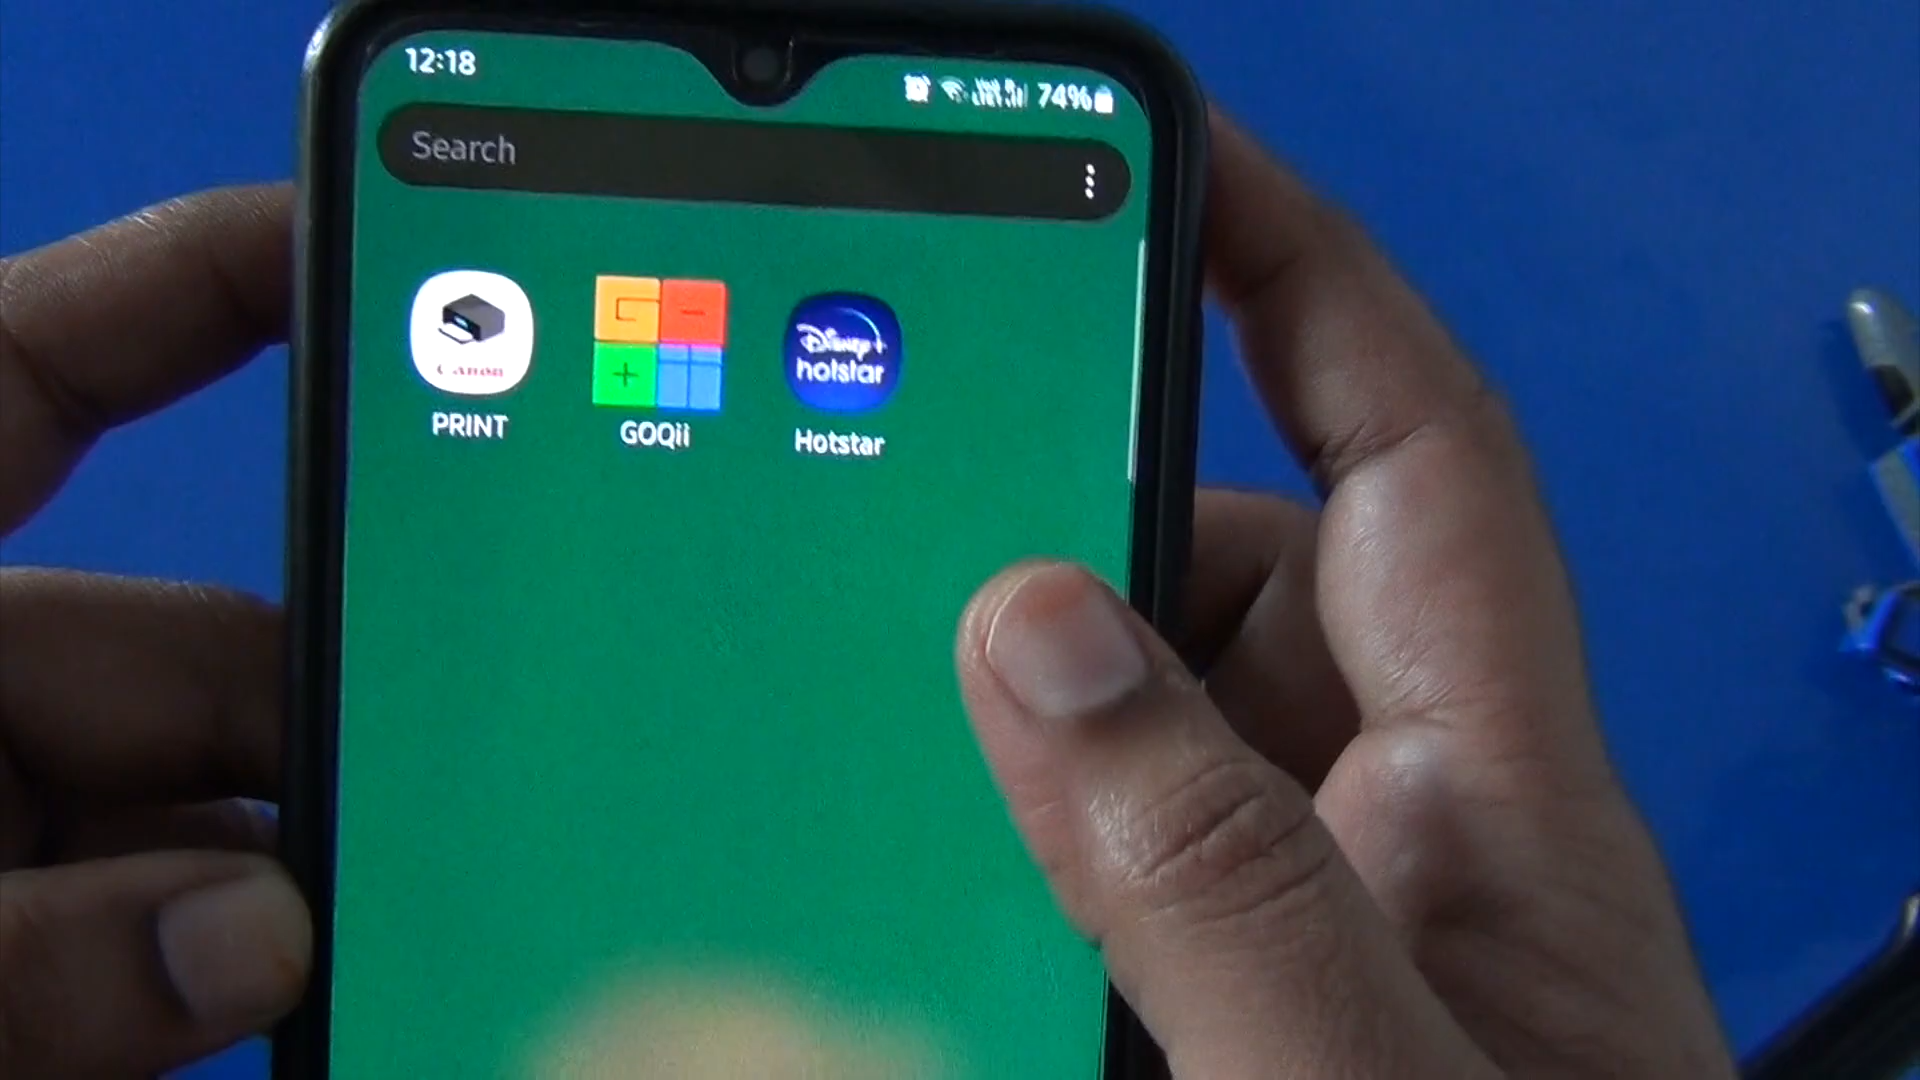 12:18
74%
Search
Canon
Disney+
hotstar
PRINT
GOQii
Hotstar